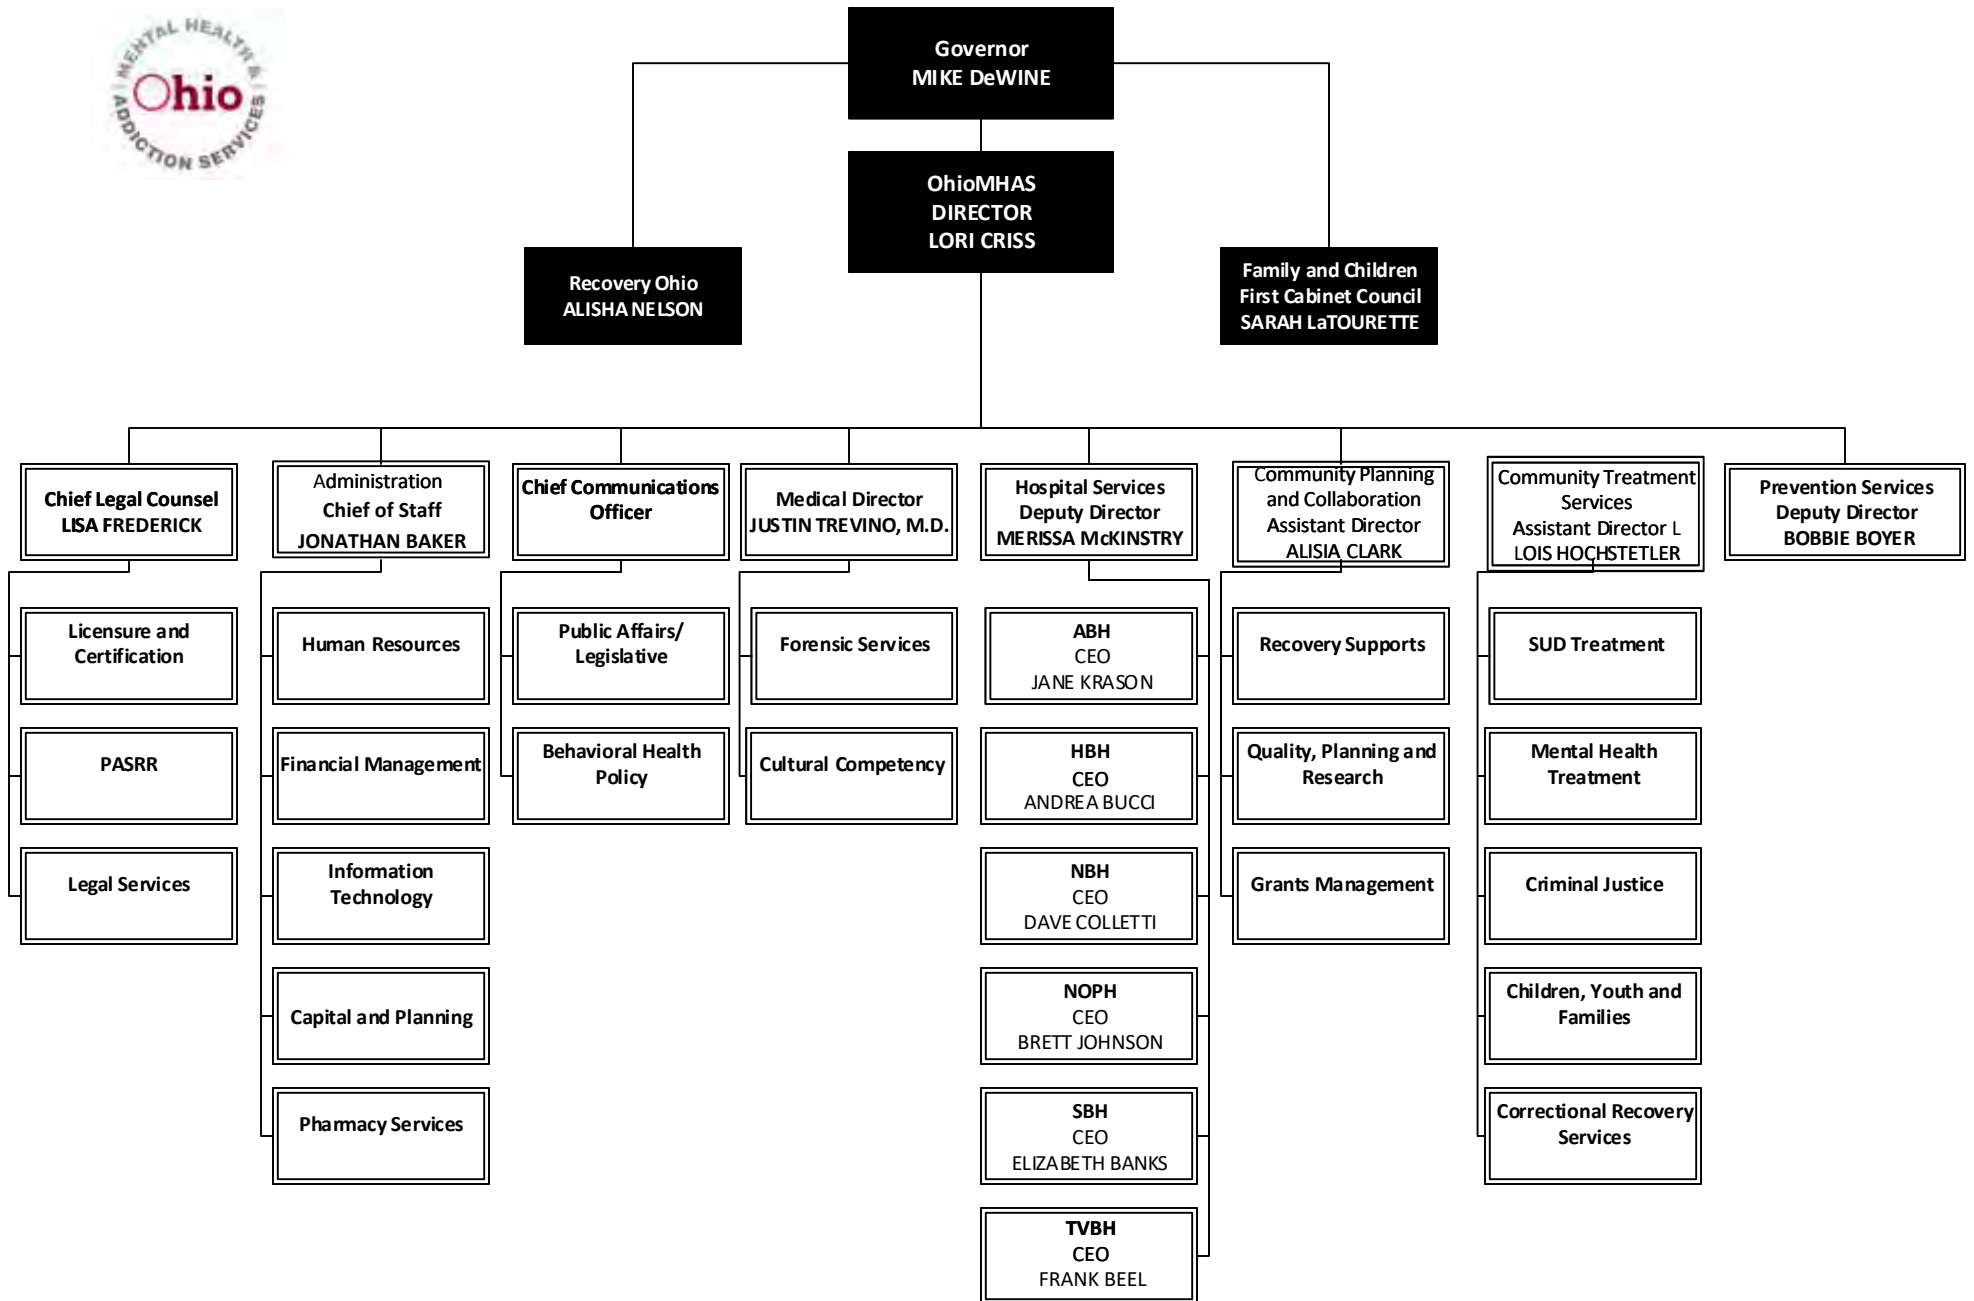 MENTAL HEALTH &
ADDICTION SERVICES
Ohio
Governor
MIKE DeWINE
OhioMHAS
DIRECTOR
LORI CRISS
Recovery Ohio
ALISHA NELSON
Family and Children
First Cabinet Council
SARAH LaTOURETTE
Chief Legal Counsel
LISA FREDERICK
Administration
Chief of Staff
JONATHAN BAKER
Chief Communications
Officer
Medical Director
JUSTIN TREVINO, M.D.
Hospital Services
Deputy Director
MERISSA McKINSTRY
Community Planning
and Collaboration
Assistant Director
ALISIA CLARK
Community Treatment
Services
Assistant Director L
LOIS HOCHSTETLER
Prevention Services
Deputy Director
BOBBIE BOYER
Licensure and
Certification
PASRR
Legal Services
Human Resources
Financial Management
Information
Technology
Capital and Planning
Pharmacy Services
Public Affairs/
Legislative
Behavioral Health
Policy
Forensic Services
Cultural Competency
ABH
CEO
JANE KRASON
HBH
CEO
ANDREA BUCCI
NBH
CEO
DAVE COLLETTI
NOPH
CEO
BRETT JOHNSON
SBH
CEO
ELIZABETH BANKS
TVBH
CEO
FRANK BEEL
Recovery Supports
Quality, Planning and
Research
Grants Management
SUD Treatment
Mental Health
Treatment
Criminal Justice
Children, Youth and
Families
Correctional Recovery
Services